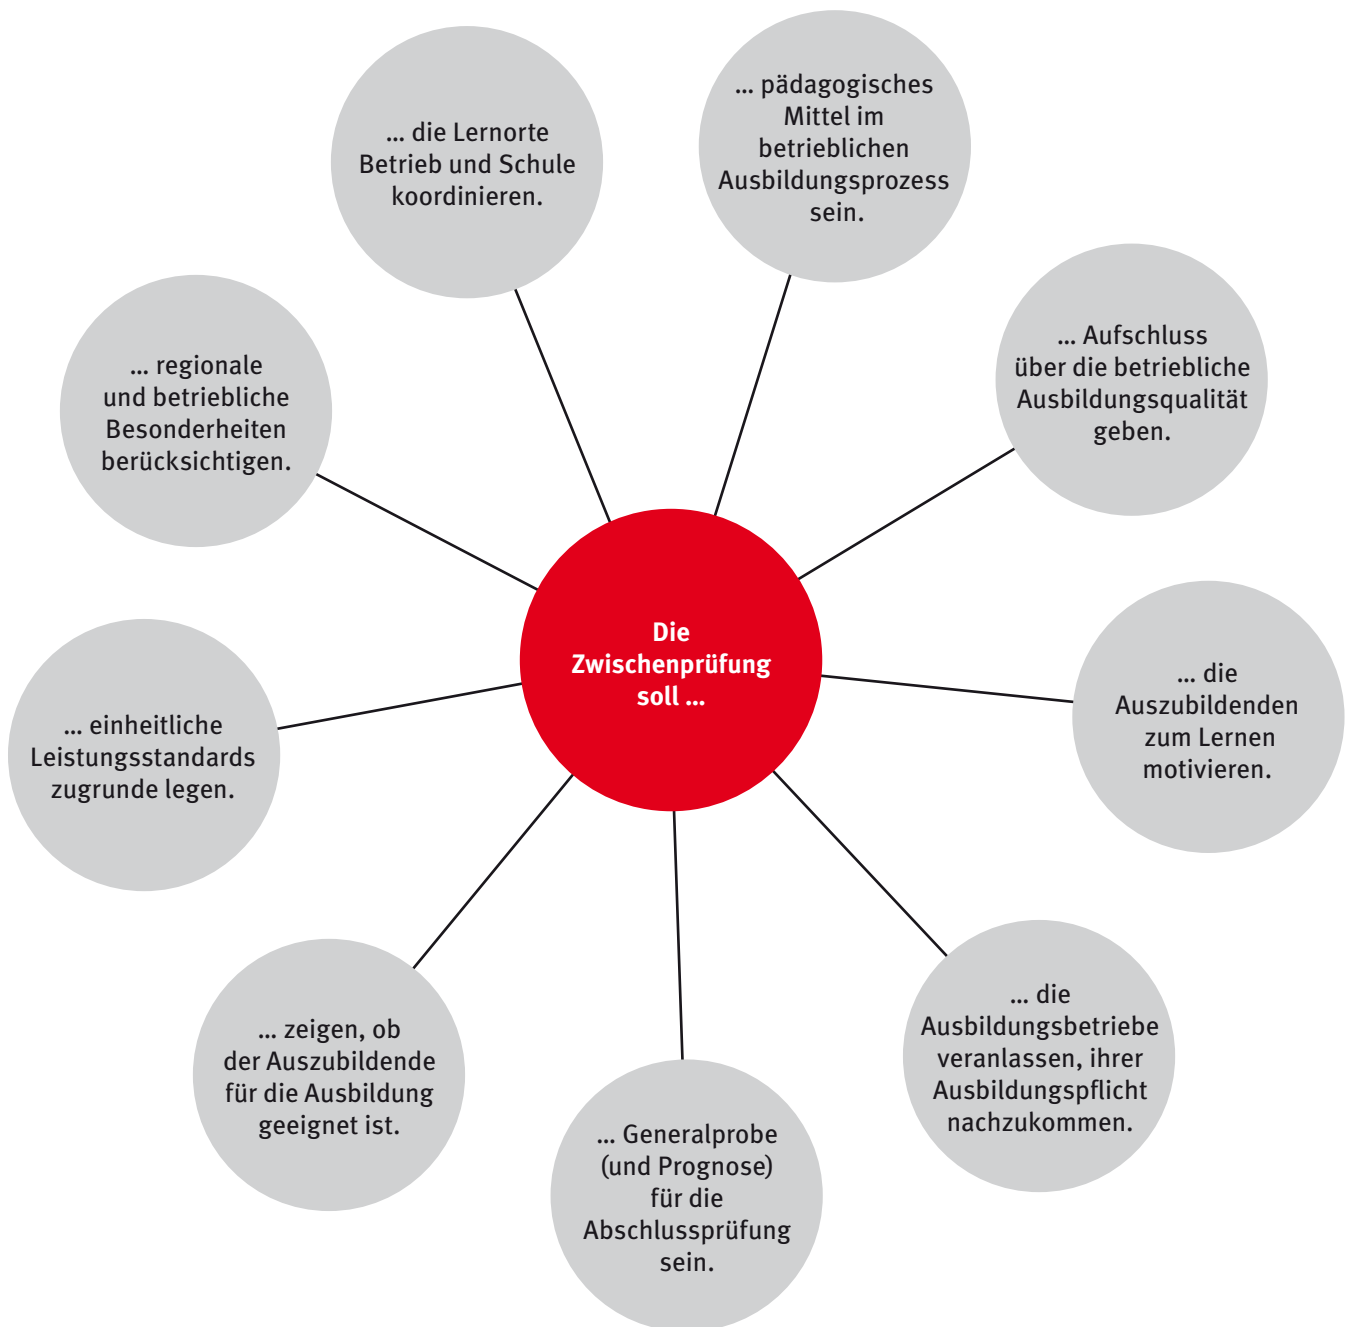 ... pädagogisches
Mittel im
betrieblichen
Ausbildungsprozess
sein.
... die Lernorte
Betrieb und Schule
koordinieren.
... Aufschluss
über die betriebliche
Ausbildungsqualität
geben.
... regionale
und betriebliche
Besonderheiten
berücksichtigen.
Die
Zwischenprüfung
soll ...
... die
Auszubildenden
zum Lernen
motivieren.
... einheitliche
Leistungsstandards
zugrunde legen.
... die
Ausbildungsbetriebe
veranlassen, ihrer
Ausbildungspflicht
nachzukommen.
... zeigen, ob
der Auszubildende
für die Ausbildung
geeignet ist.
... Generalprobe
(und Prognose)
für die
Abschlussprüfung
sein.